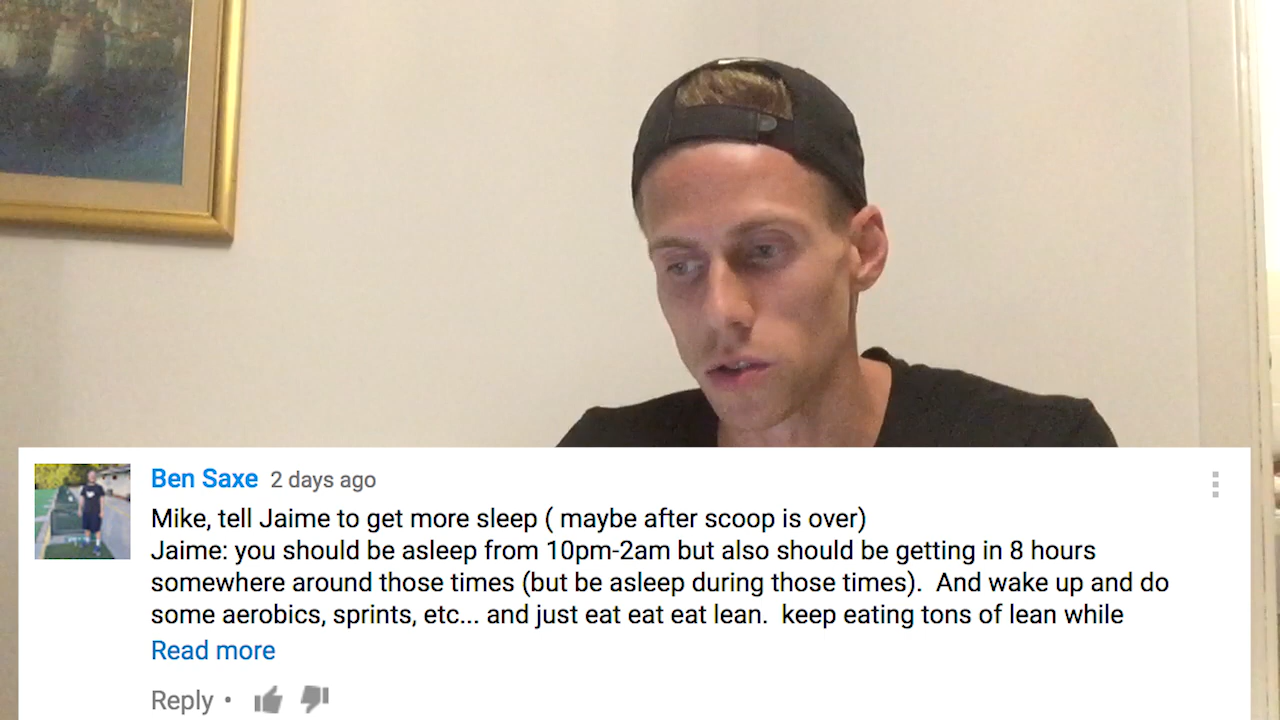 Ben Saxe 2 days ago
Mike, tell Jaime to get more sleep ( maybe after scoop is over)
Jaime: you should be asleep from 10pm-2am but also should be getting in 8 hours
somewhere around those times (but be asleep during those times).  And wake up and do
some aerobics, sprints, etc... and just eat eat eat lean.  keep eating tons of lean while
Read more
Reply •